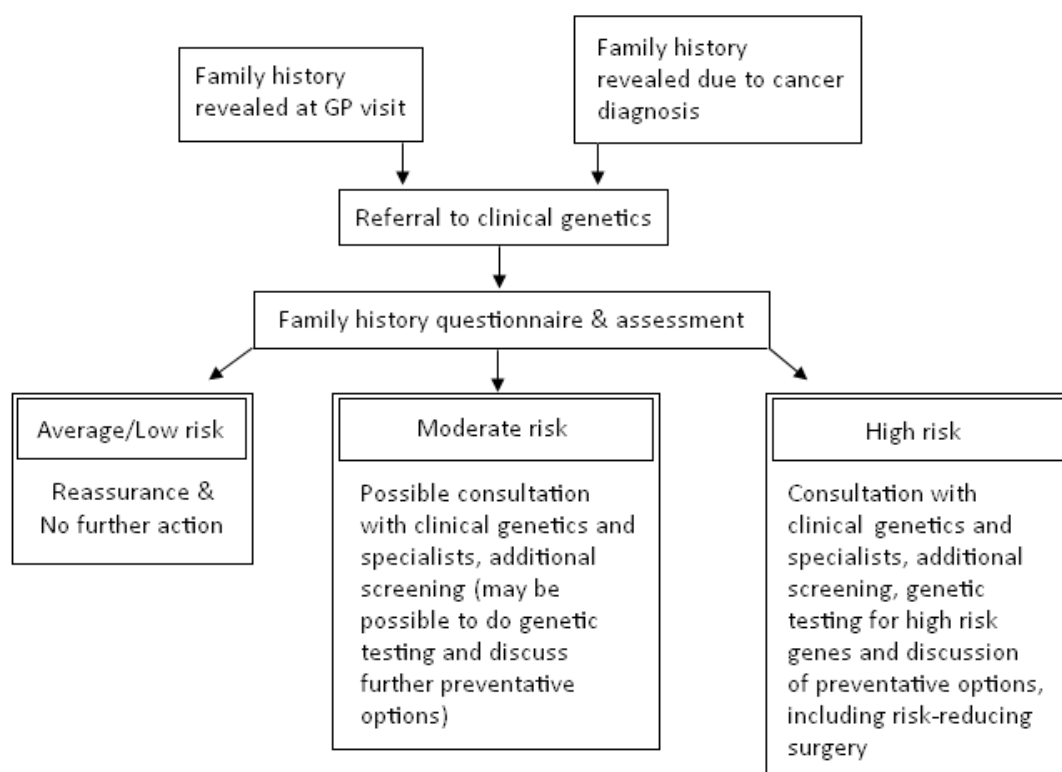 Family history
revealed at GP visit
Family history
revealed due to cancer
diagnosis
Referral to clinical genetics
Family history questionnaire & assessment
Average/Low risk
Reassurance &
No further action
Moderate risk
Possible consultation
with clinical genetics and
specialists, additional
screening (may be
possible to do genetic
testing and discuss
further preventative
options)
High risk
Consultation with
clinical genetics and
specialists, additional
screening, genetic
testing for high risk
genes and discussion
of preventative options,
including risk-reducing
surgery